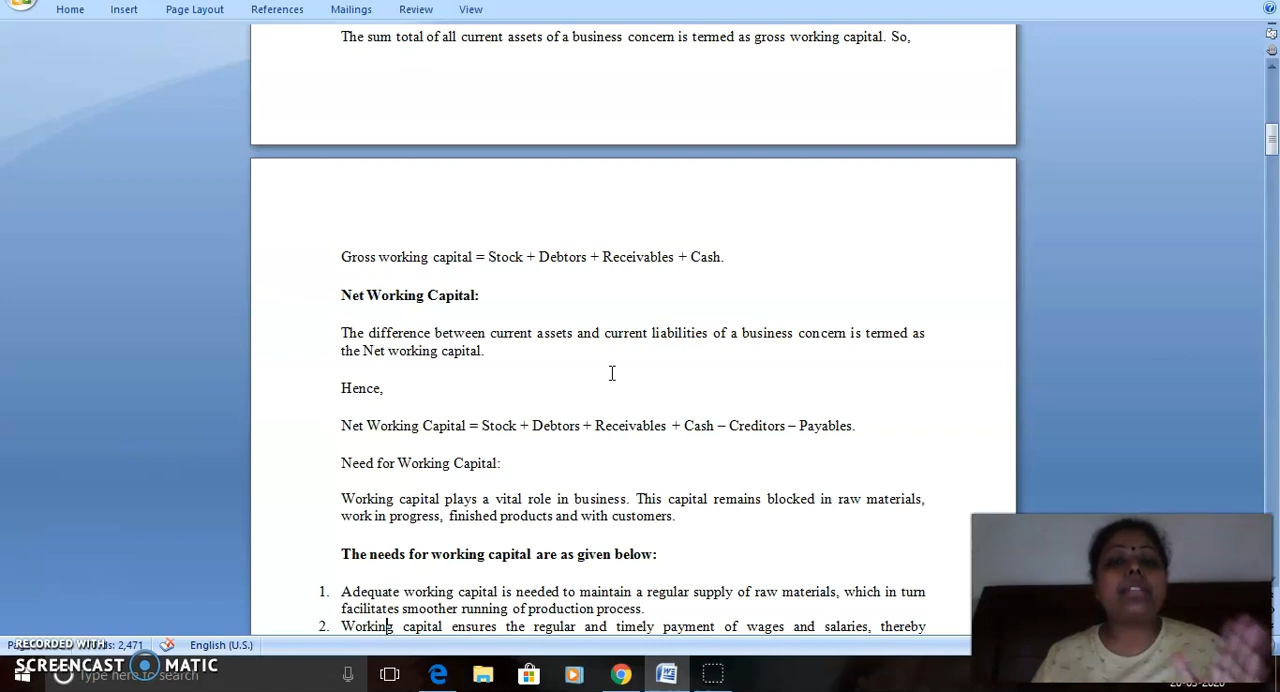 Home Insert Page Layout References Mailings Review View
The sum total of all current assets of a business concern is termed as gross working capital. So,
Gross working capital = Stock + Debtors + Receivables + Cash.
Net Working Capital:
The difference between current assets and current liabilities of a business concern is termed as
the Net working capital.
Hence,
Net Working Capital = Stock + Debtors + Receivables + Cash – Creditors – Payables.
Need for Working Capital:
Working capital plays a vital role in business. This capital remains blocked in raw materials,
work in progress, finished products and with customers.
The needs for working capital are as given below:
1. Adequate working capital is needed to maintain a regular supply of raw materials, which in turn
facilitates smoother running of production process.
2. Working capital ensures the regular and timely payment of wages and salaries, thereby
2,471 English (U.S.)
RECORDED WITH
SCREENCAST MATIC
Type here to search